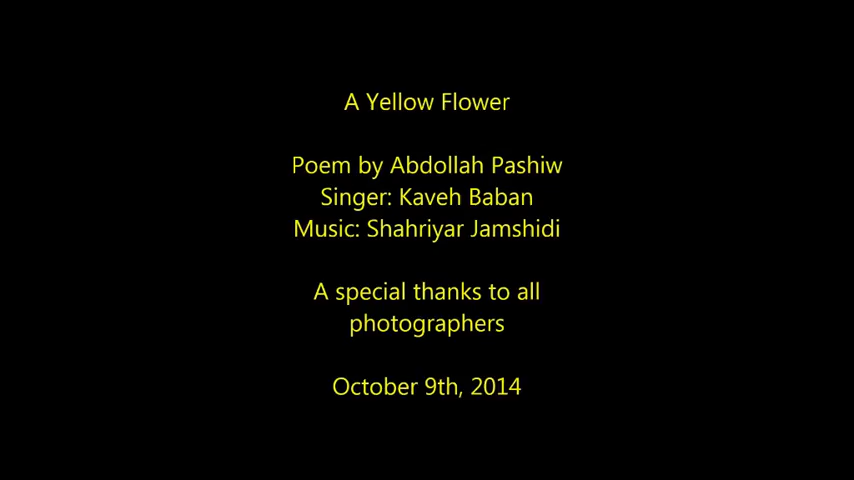 A Yellow Flower
Poem by Abdollah Pashiw
Singer: Kaveh Baban
Music: Shahriyar Jamshidi
A special thanks to all
photographers
October 9th, 2014